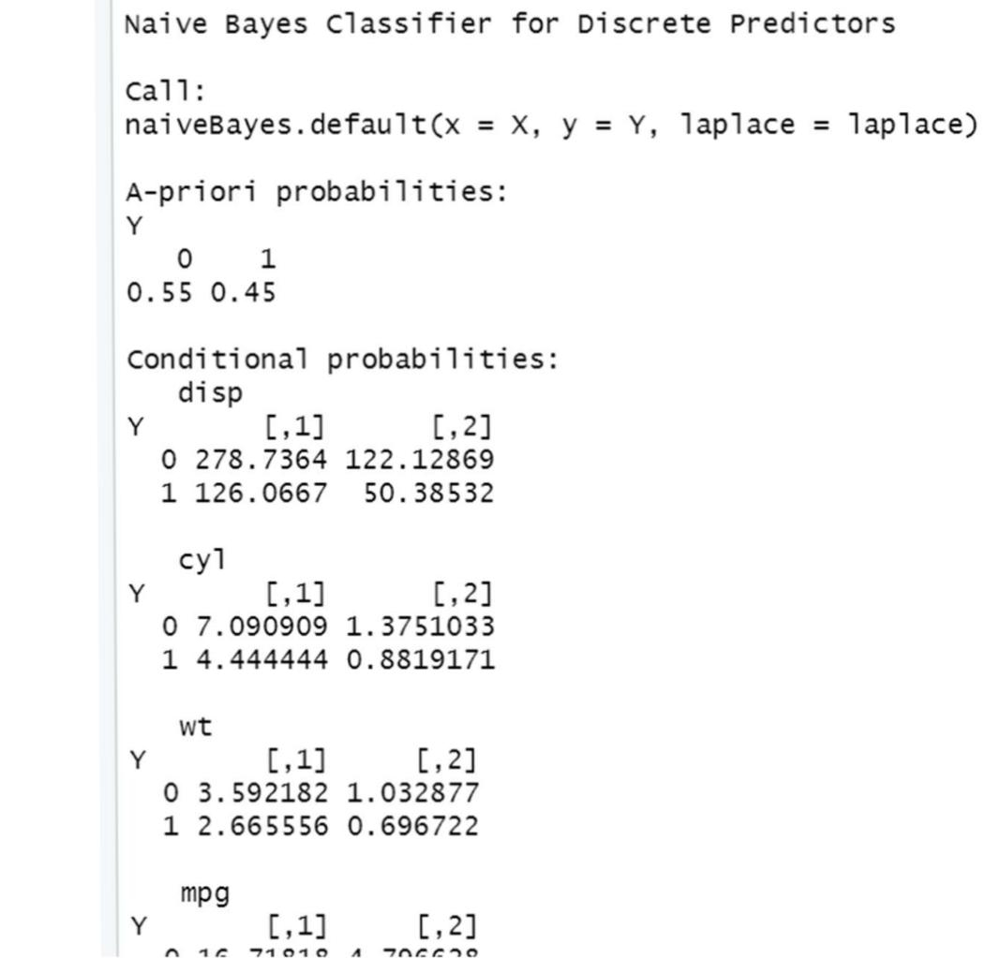 Naive Bayes Classifier for Discrete Predictors
Call:
naiveBayes.default(x = X, y = Y, laplace = laplace)
A-priori probabilities:
Y
0 1
0.55 0.45
Conditional probabilities:
disp
Y [,1] [,2]
0 278.7364 122.12869
1 126.0667 50.38532
cyl
Y [,1] [,2]
0 7.090909 1.3751033
1 4.444444 0.8819171
wt
Y [,1] [,2]
0 3.592182 1.032877
1 2.665556 0.696722
mpg
Y [,1] [,2]